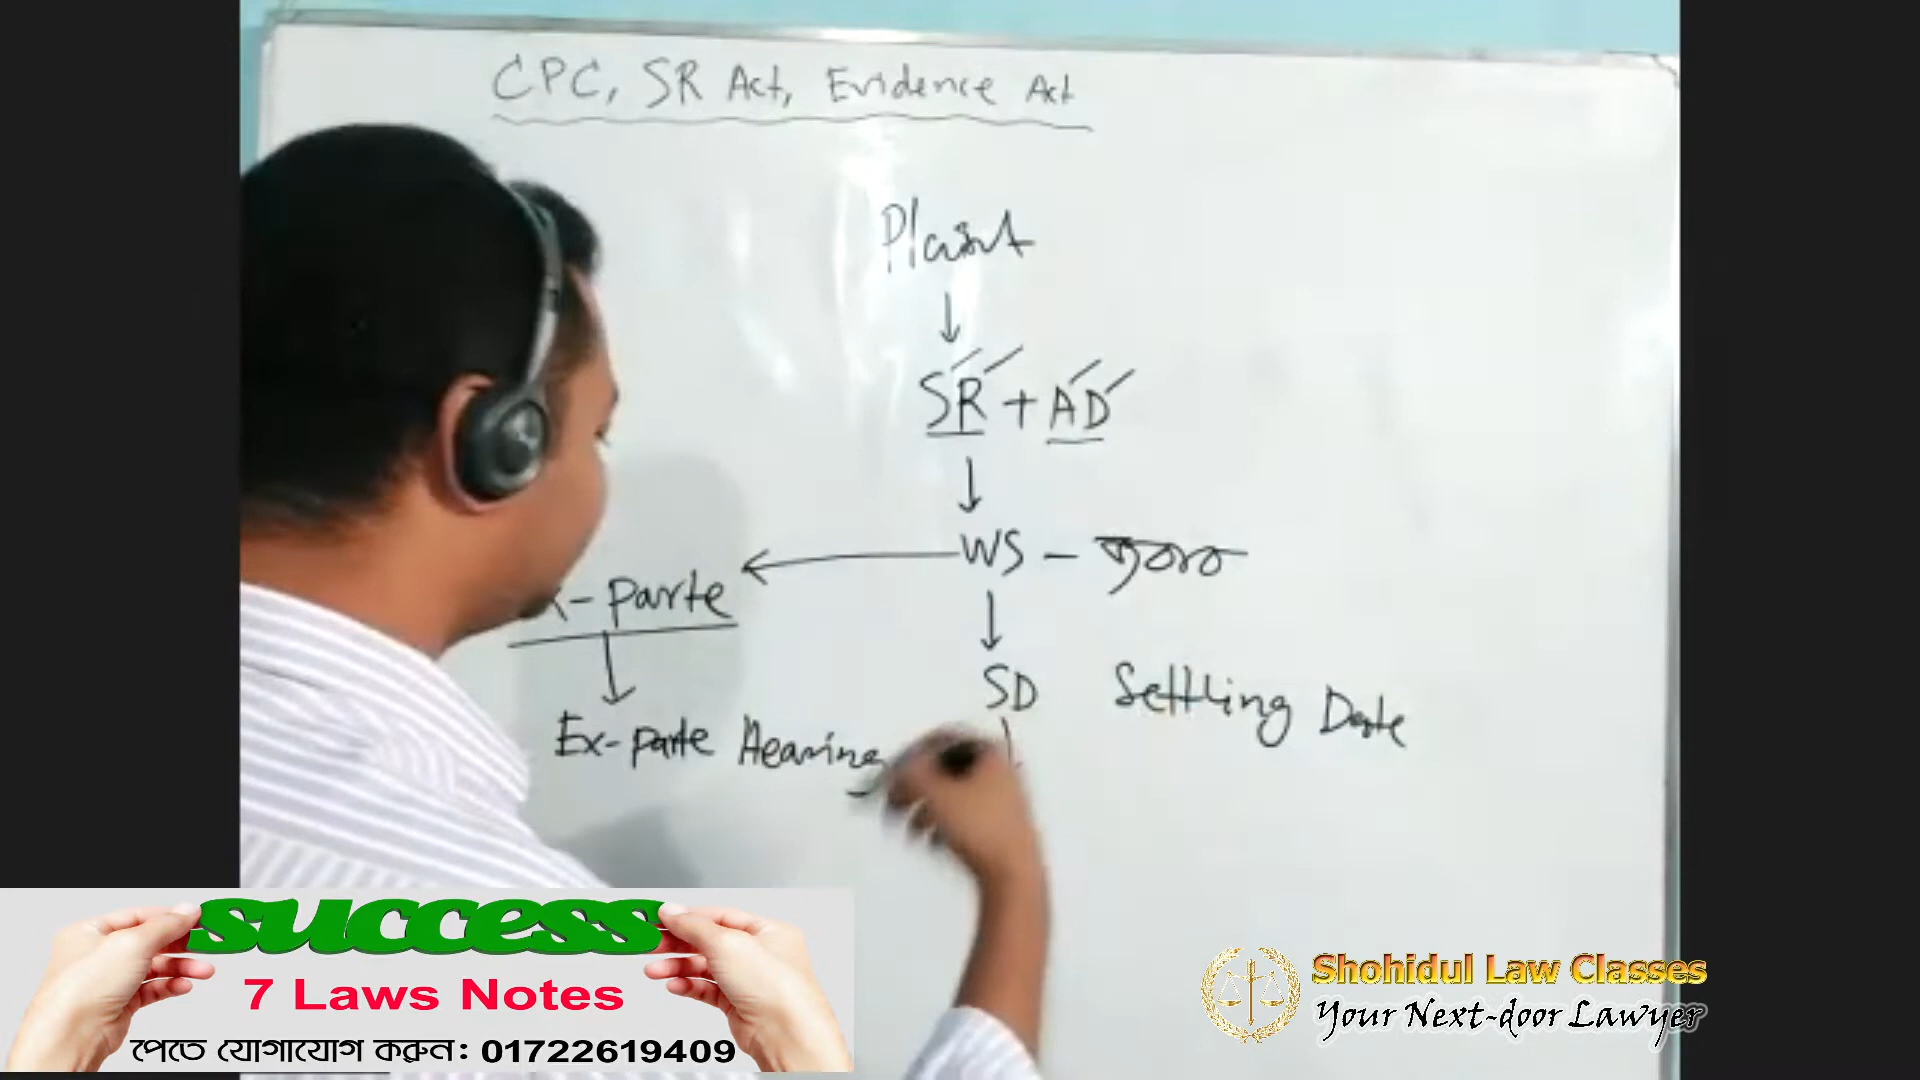 CPC, SR Act, Evidence Act
Plaint
SR + AD
WS - জবাব
-parte
SD Settling Date
Ex-parte Hearing
success
7 Laws Notes
পেতে যোগাযোগ করুন: 01722619409
Shohidul Law Classes
Your Next-door Lawyer